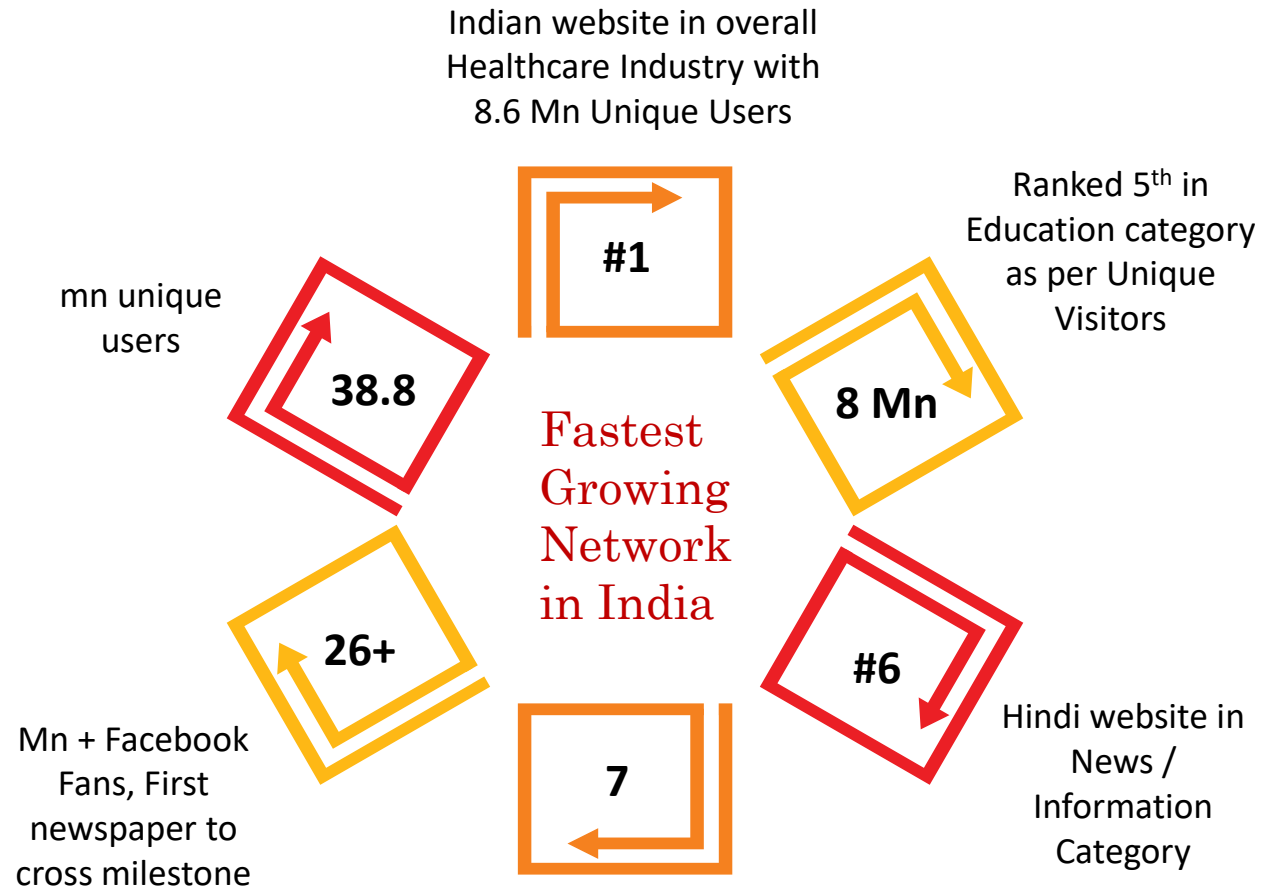 Indian website in overall
Healthcare Industry with
8.6 Mn Unique Users
#1
Ranked 5th in
Education category
as per Unique
Visitors
8 Mn
mn unique
users
38.8
Fastest
Growing
Network
in India
26+
Mn + Facebook
Fans, First
newspaper to
cross milestone
#6
Hindi website in
News /
Information
Category
7